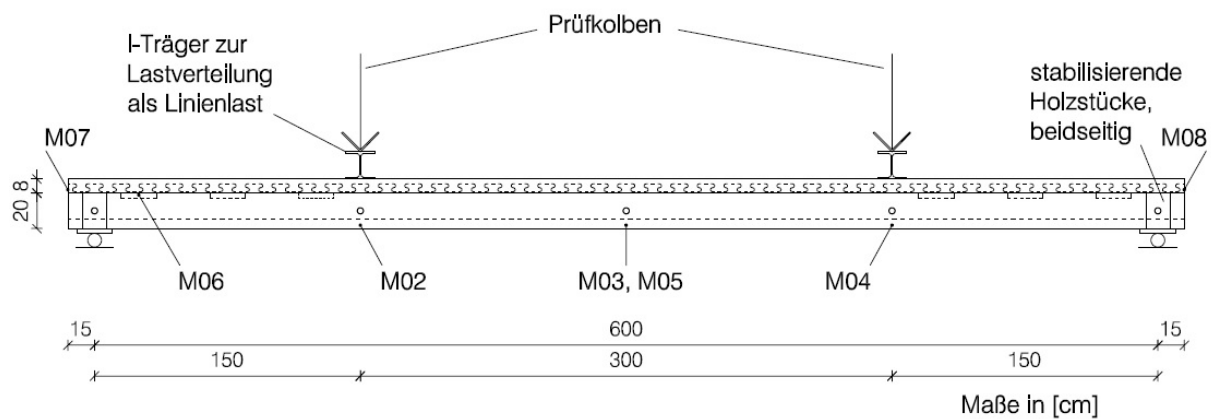 Prüfkolben
I-Träger zur
Lastverteilung
als Linienlast
stabilisierende
Holzstücke,
beidseitig
M07
M08
8
20
M06
M02
M03, M05
M04
15
600
15
150
300
150
Maße in [cm]